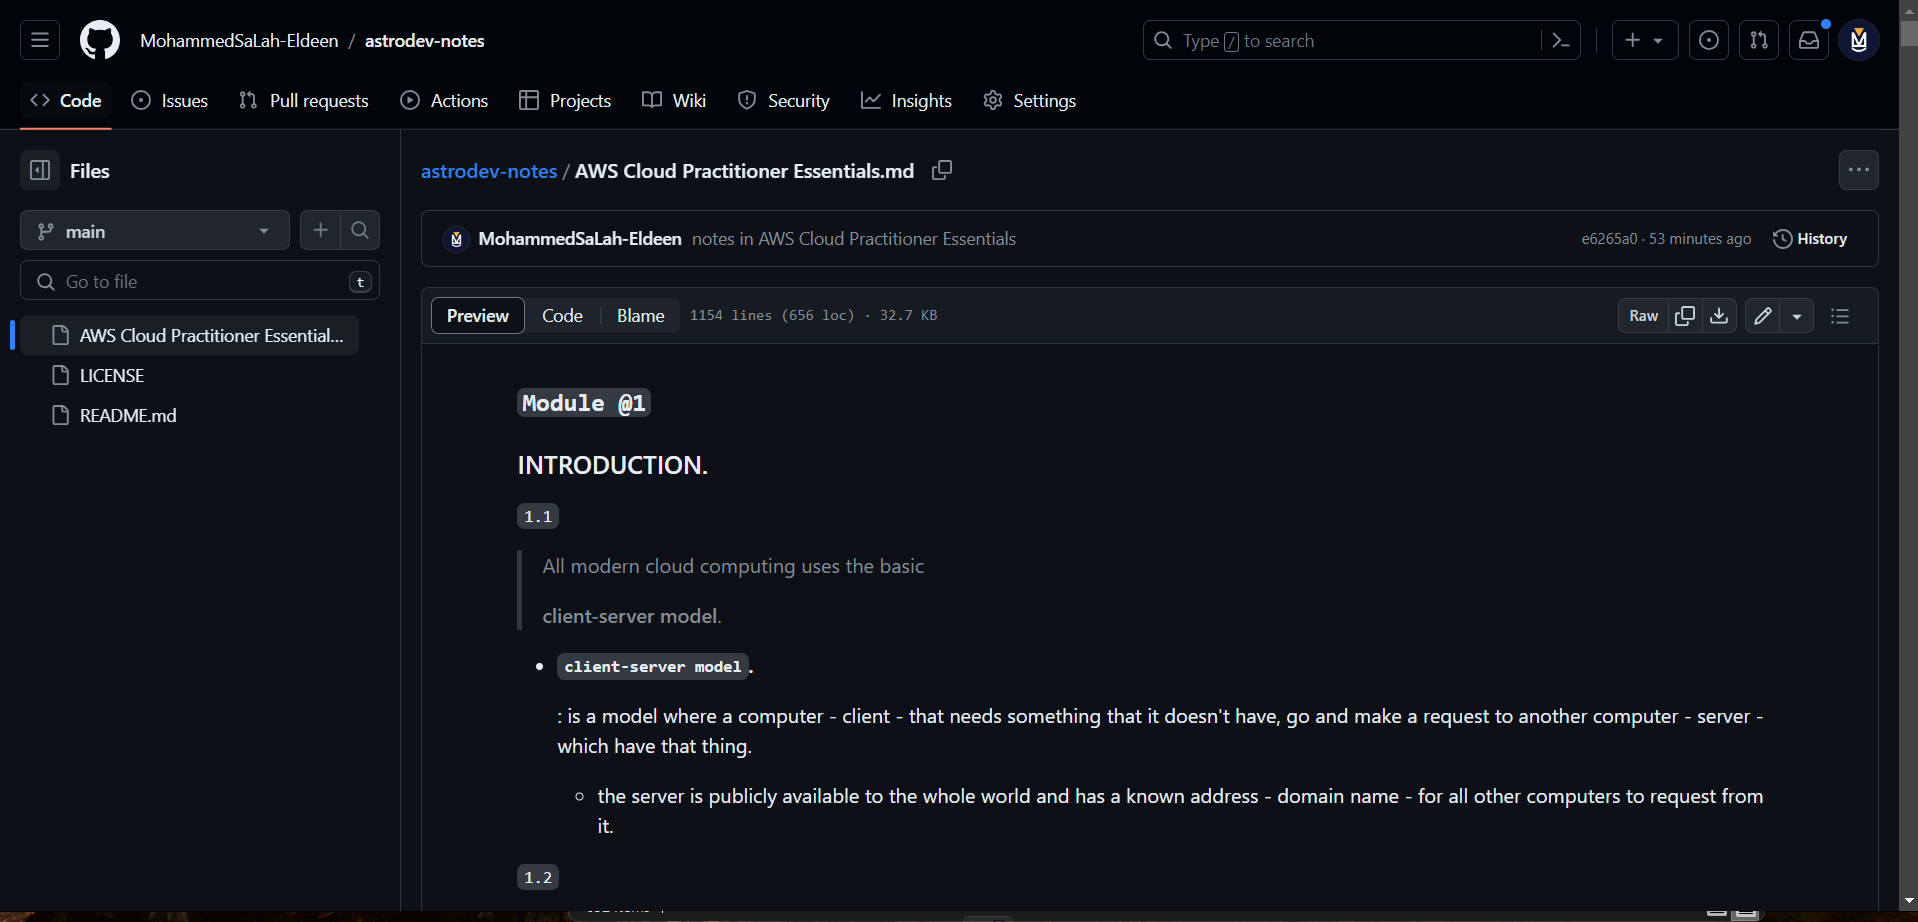 MohammedSaLah-Eldeen / astrodev-notes
Type / to search
Code Issues Pull requests Actions Projects Wiki Security Insights Settings
Files
main
Go to file t
AWS Cloud Practitioner Essential...
LICENSE
README.md
astrodev-notes / AWS Cloud Practitioner Essentials.md
MohammedSaLah-Eldeen notes in AWS Cloud Practitioner Essentials e6265a0 · 53 minutes ago History
Preview Code Blame 1154 lines (656 loc) · 32.7 KB Raw
Module @1
INTRODUCTION.
1.1
All modern cloud computing uses the basic
client-server model.
client-server model.
: is a model where a computer - client - that needs something that it doesn't have, go and make a request to another computer - server -
which have that thing.
the server is publicly available to the whole world and has a known address - domain name - for all other computers to request from
it.
1.2